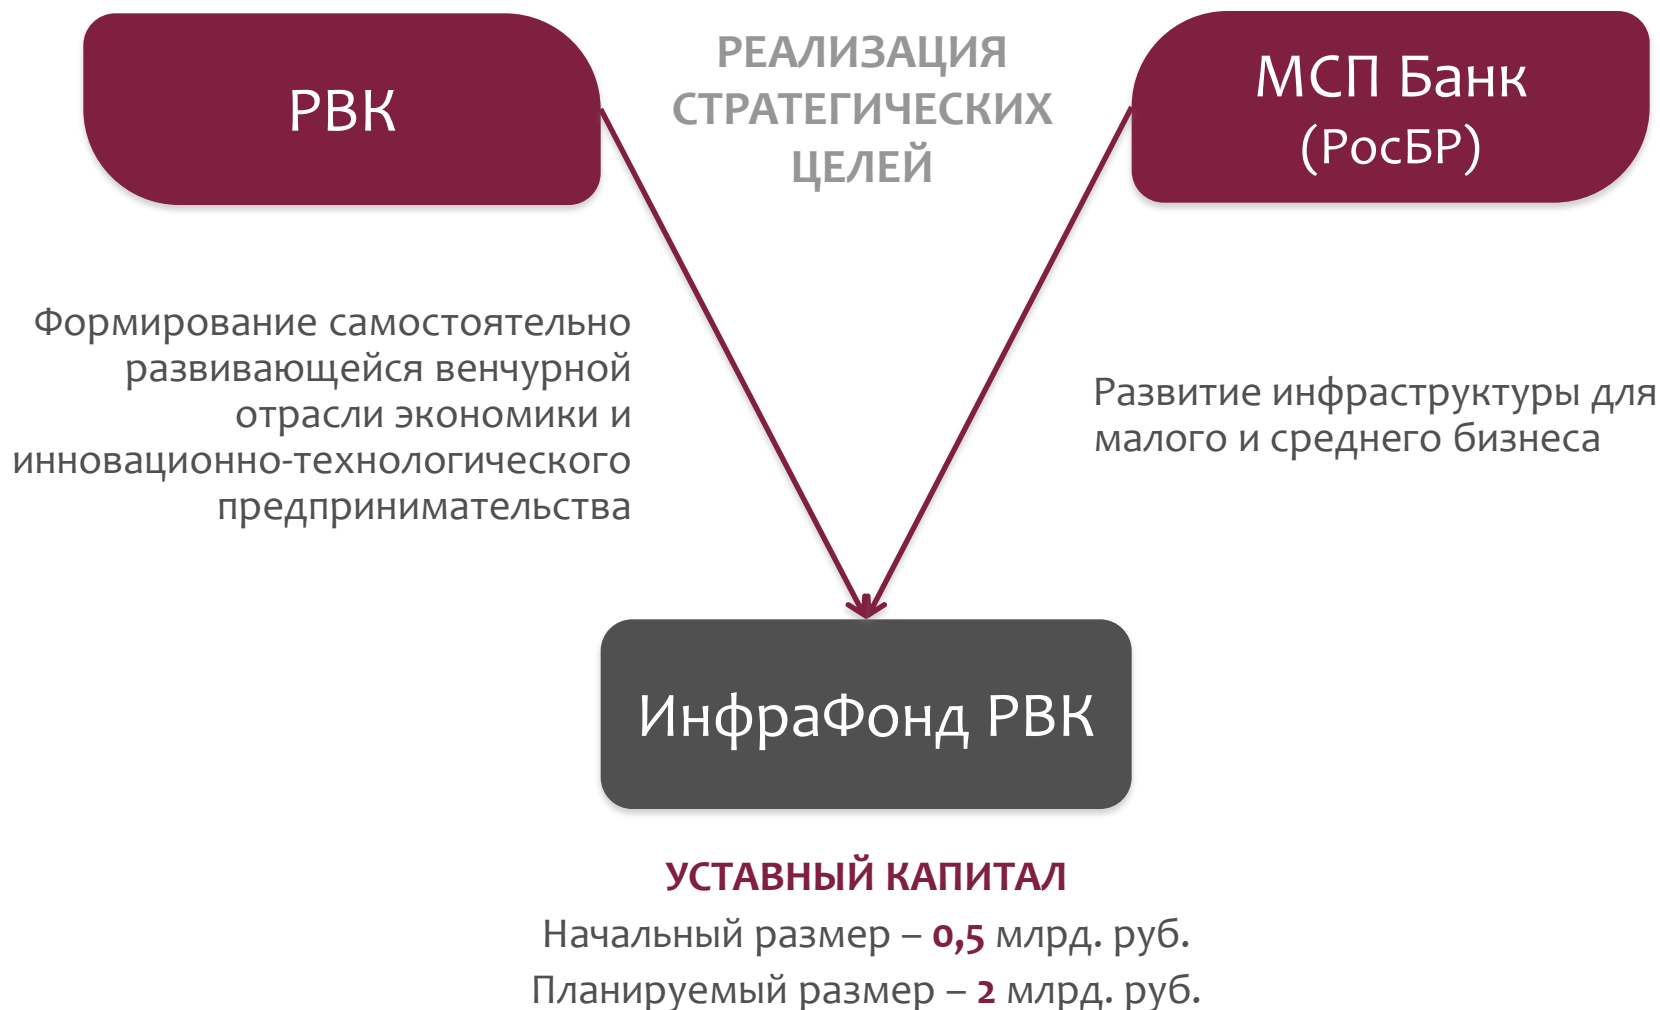 РВК
РЕАЛИЗАЦИЯ
СТРАТЕГИЧЕСКИХ
ЦЕЛЕЙ
МСП Банк
(РосБР)
Формирование самостоятельно
развивающейся венчурной
отрасли экономики и
инновационно-технологического
предпринимательства
Развитие инфраструктуры для
малого и среднего бизнеса
ИнфраФонд РВК
УСТАВНЫЙ КАПИТАЛ
Начальный размер – 0,5 млрд. руб.
Планируемый размер – 2 млрд. руб.